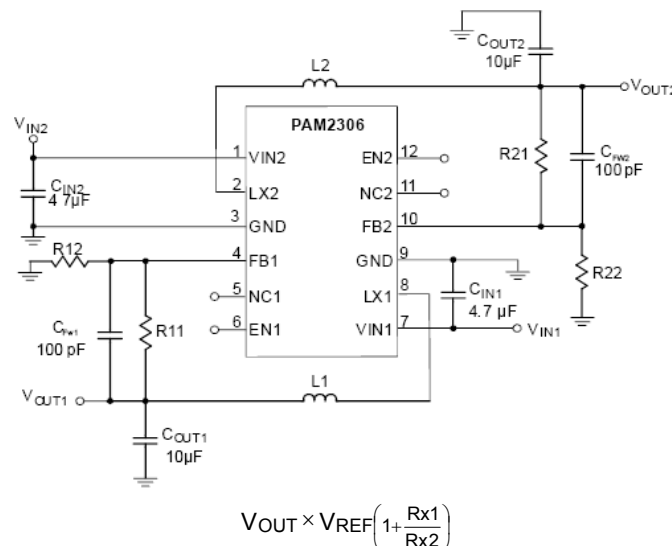 COUT2
10µF
L2
VOUT2
VIN2
PAM2306
1 VIN2
EN2 12
R21
CFW2
100 pF
2 LX2
NC2 11
CIN2
4.7µF
3 GND
FB2 10
R12
4 FB1
GND 9
R22
5 NC1
LX1 8
CIN1
4.7 µF
CFW1
100 pF
R11
6 EN1
VIN1 7
VIN1
L1
VOUT1
COUT1
10µF
VOUT × VREF(1+Rx1/Rx2)